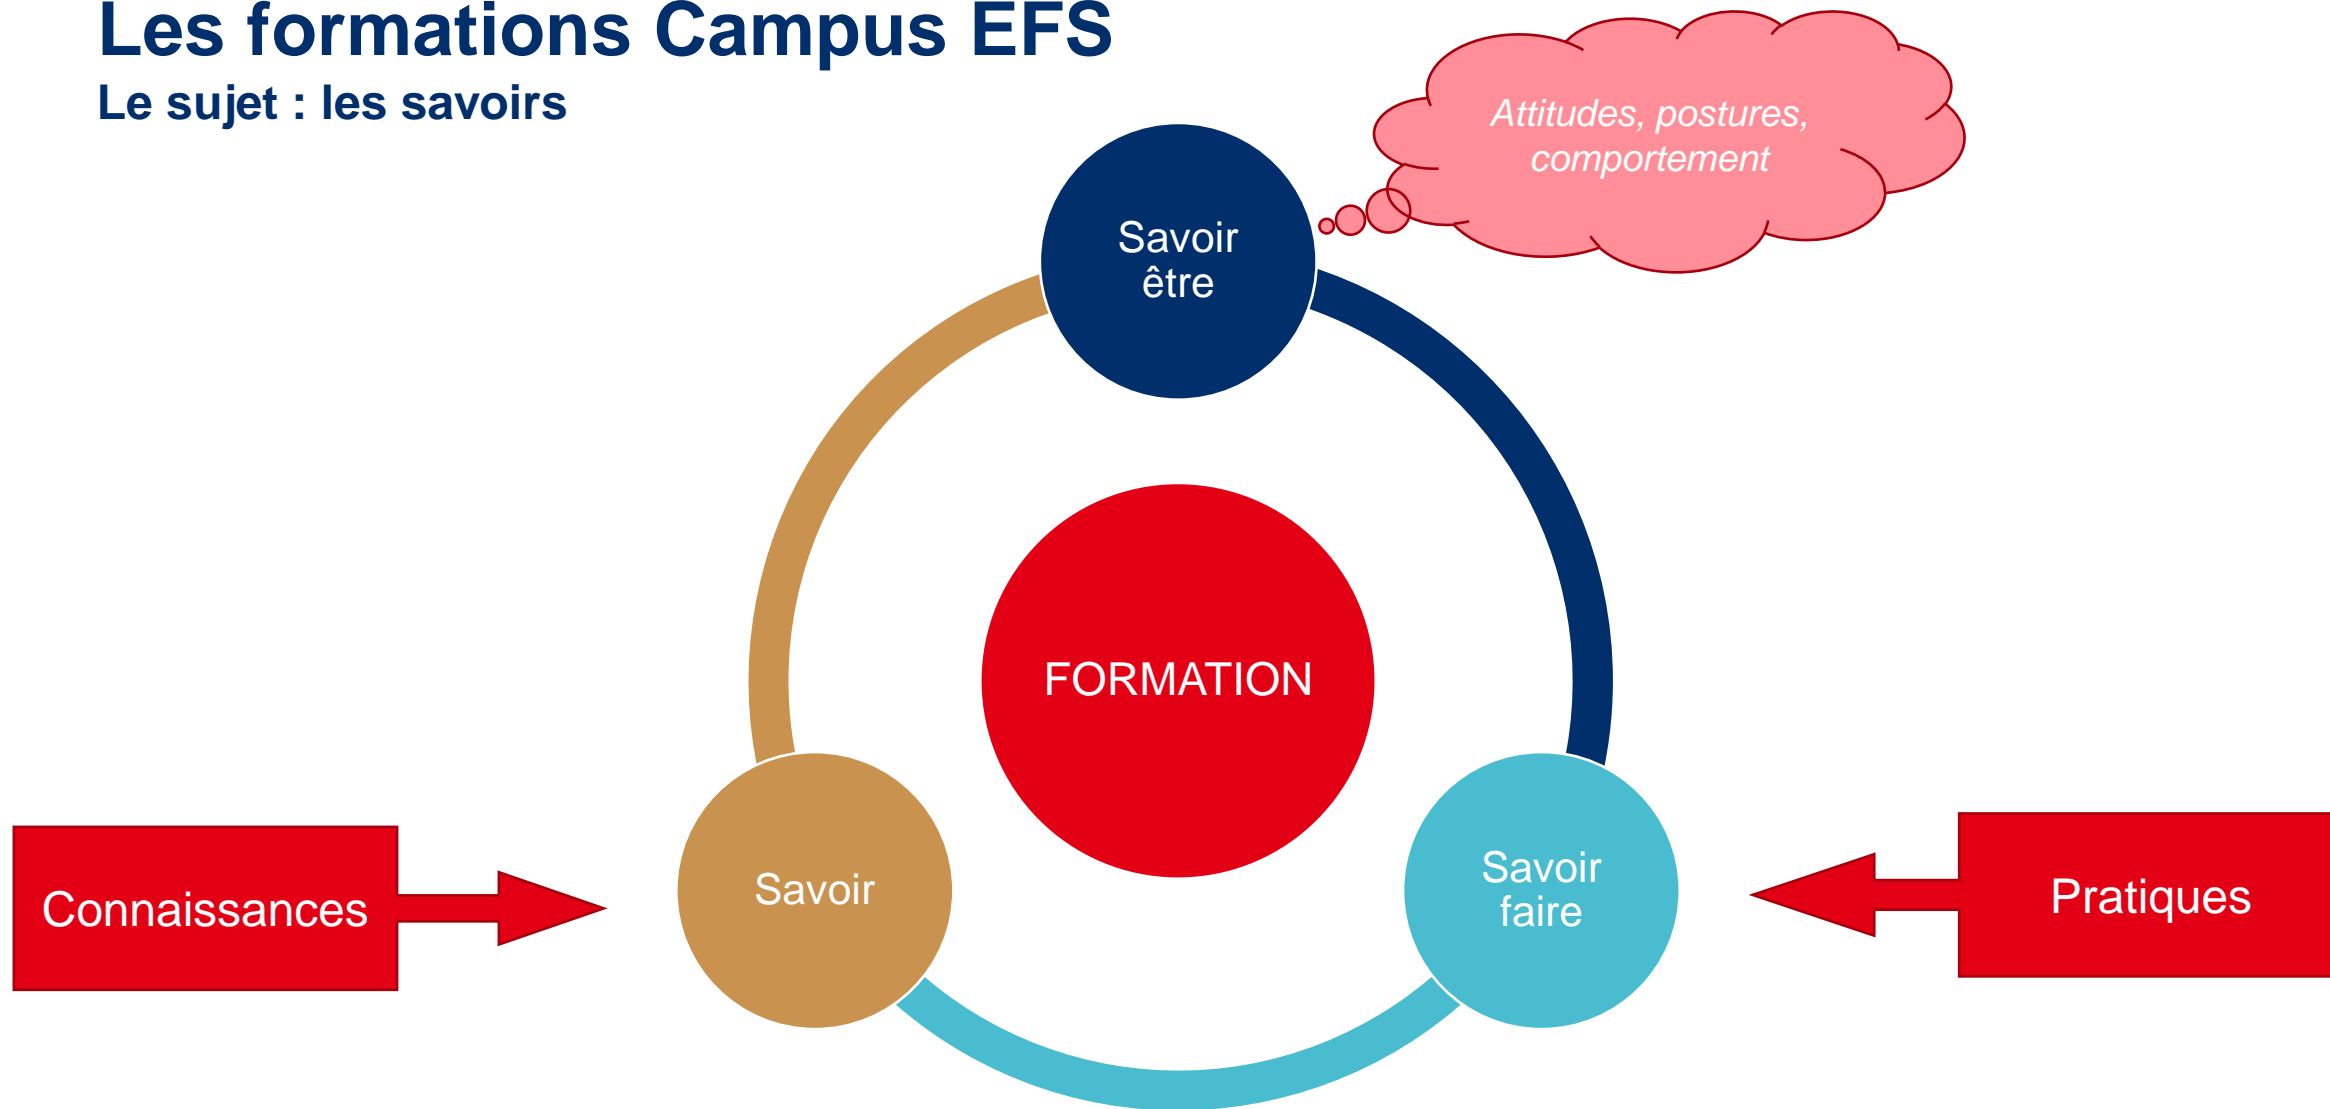 Les formations Campus EFS
Le sujet : les savoirs
Attitudes, postures,
comportement
Savoir
être
FORMATION
Connaissances
Savoir
Savoir
faire
Pratiques